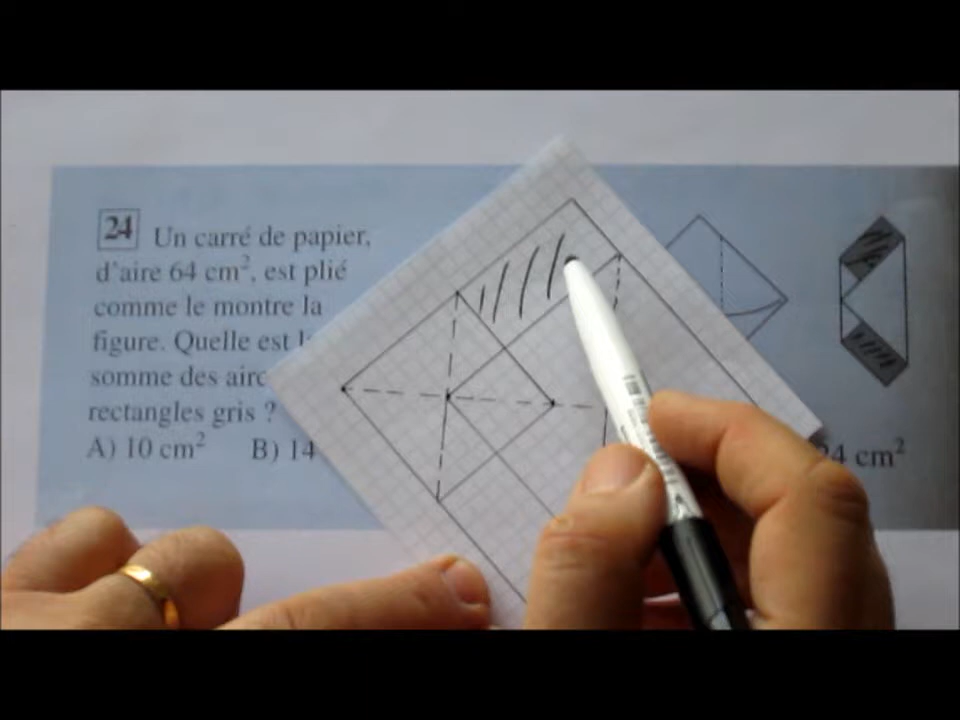 24 Un carré de papier,
d'aire 64 cm², est plié
comme le montre la
figure. Quelle est
somme des aires
rectangles gris ?
A) 10 cm² B) 14 24 cm²